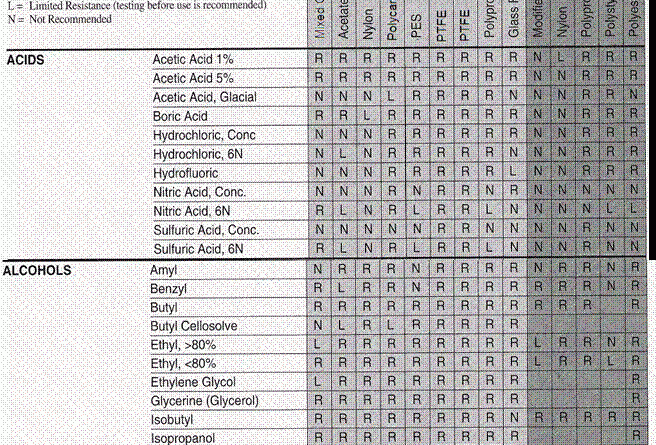 L = Limited Resistance (testing before use is recommended)
N = Not Recommended
Mixed Acetate Nylon Polycar PES PTFE PTFE Polypro Glass Modifie Nylon Polypro Polysty Polyes
ACIDS Acetic Acid 1% R R R R R R R R R N L R R R
Acetic Acid 5% R R R R R R R R R N N R R R
Acetic Acid, Glacial N N N L R R R R N N N R R N
Boric Acid R R L R R R R R R N N R R R
Hydrochloric, Conc N N N R R R R R R N N R R R
Hydrochloric, 6N N L N R R R R R N N N R R R
Hydrofluoric N N N R R R R R L N N R R R
Nitric Acid, Conc. N N N R N R R N R N N N N N
Nitric Acid, 6N R L N R L R R L N N N N L L
Sulfuric Acid, Conc. N N N N N R R N N N N N N N
Sulfuric Acid, 6N R L N R L R R L N N N R N N
ALCOHOLS Amyl N R R R N R R R R N R R N R
Benzyl R L R R N R R R R R R R N R
Butyl R R R R R R R R R R R R R
Butyl Cellosolve N L R L R R R R R
Ethyl, >80% L R R R R R R R R L R R N R
Ethyl, <80% R R R R R R R R R L R R L R
Ethylene Glycol L R R R R R R R R R
Glycerine (Glycerol) R R R R R R R R R R
Isobutyl R R R R R R R R N R R R R R
Isopropanol R R R R R R R R R R